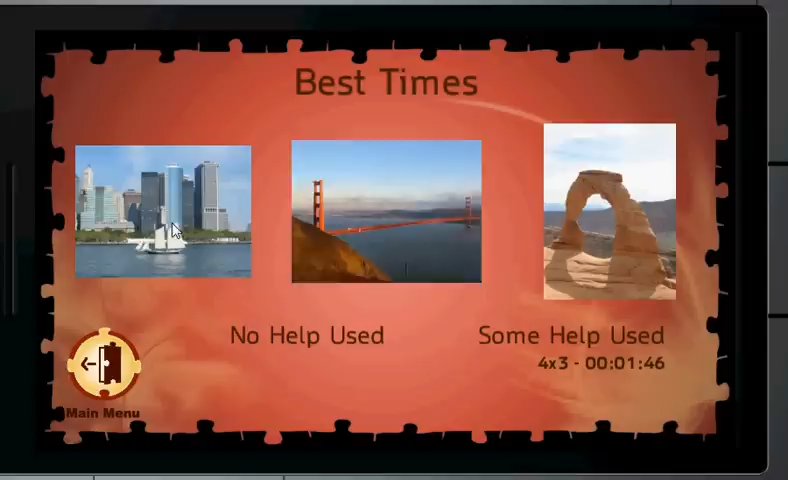 Best Times
No Help Used
Some Help Used
4x3 - 00:01:46
Main Menu